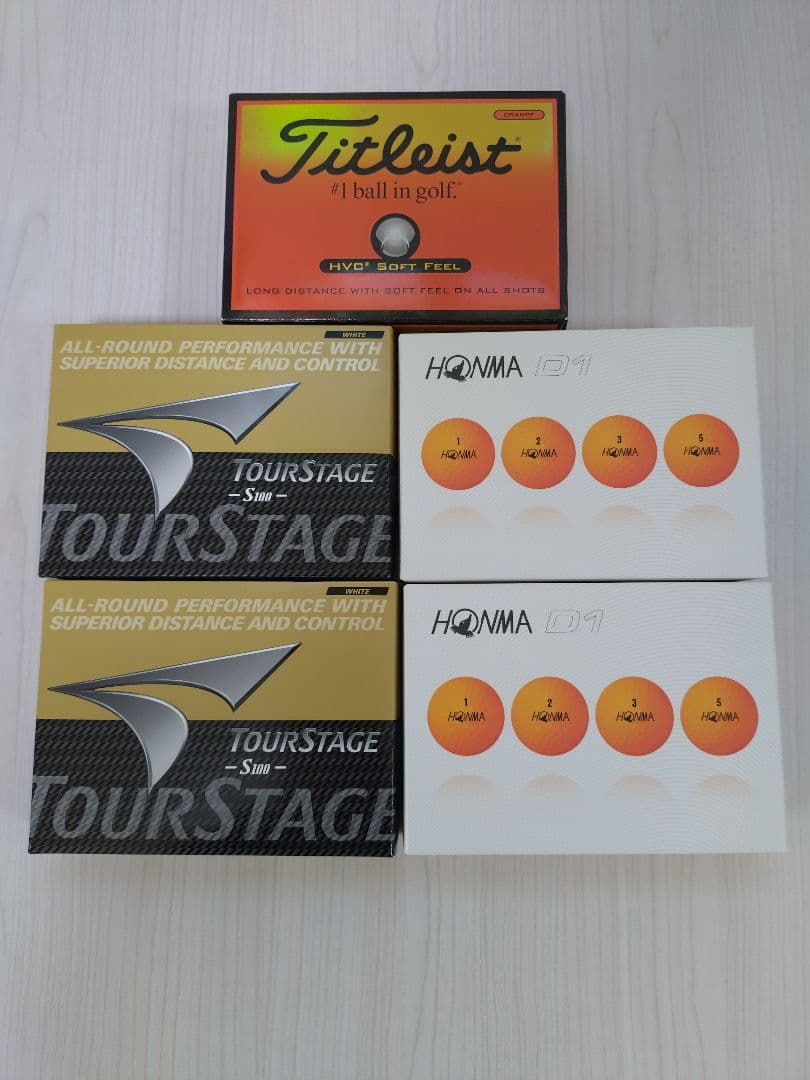 ORANGE
Titleist®
#1 ball in golf.®
HVC® SOFT FEEL
LONG DISTANCE WITH SOFT FEEL ON ALL SHOTS
WHITE
ALL-ROUND PERFORMANCE WITH
SUPERIOR DISTANCE AND CONTROL
TOURSTAGE
–S100–
TOURSTAGE
HONMA D1
1 2 3 5
HONMA HONMA HONMA HONMA
WHITE
ALL-ROUND PERFORMANCE WITH
SUPERIOR DISTANCE AND CONTROL
TOURSTAGE
–S100–
TOURSTAGE
HONMA D1
1 2 3 5
HONMA HONMA HONMA HONMA